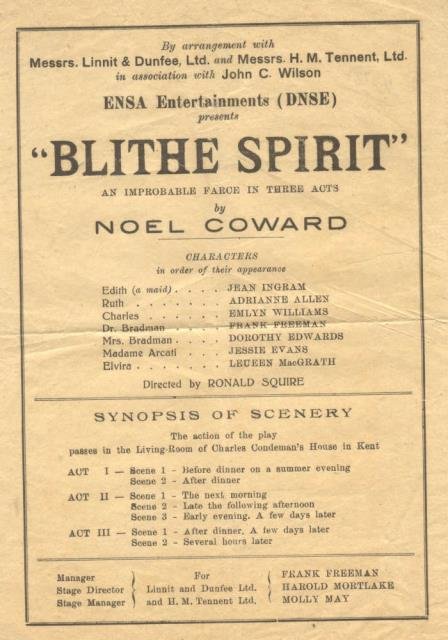 By arrangement with
Messrs. Linnit & Dunfee, Ltd. and Messrs. H. M. Tennent, Ltd.
in association with John C. Wilson
ENSA Entertainments (DNSE)
presents
"BLITHE SPIRIT"
AN IMPROBABLE FARCE IN THREE ACTS
by
NOEL COWARD
CHARACTERS
in order of their appearance
Edith (a maid) . . . . JEAN INGRAM
Ruth . . . . . . . ADRIANNE ALLEN
Charles . . . . . . EMLYN WILLIAMS
Dr. Bradman . . . . FRANK FREEMAN
Mrs. Bradman . . . . DOROTHY EDWARDS
Madame Arcati . . . . JESSIE EVANS
Elvira . . . . . . . LEUEEN MacGRATH
Directed by RONALD SQUIRE
SYNOPSIS OF SCENERY
The action of the play
passes in the Living-Room of Charles Condeman's House in Kent
ACT I — Scene 1 - Before dinner on a summer evening
Scene 2 - After dinner
ACT II — Scene 1 - The next morning
Scene 2 - Late the following afternoon
Scene 3 - Early evening. A few days later
ACT III — Scene 1 - After dinner. A few days later
Scene 2 - Several hours later
Manager For FRANK FREEMAN
Stage Director Linnit and Dunfee Ltd. HAROLD MORTLAKE
Stage Manager and H. M. Tennent Ltd. MOLLY MAY